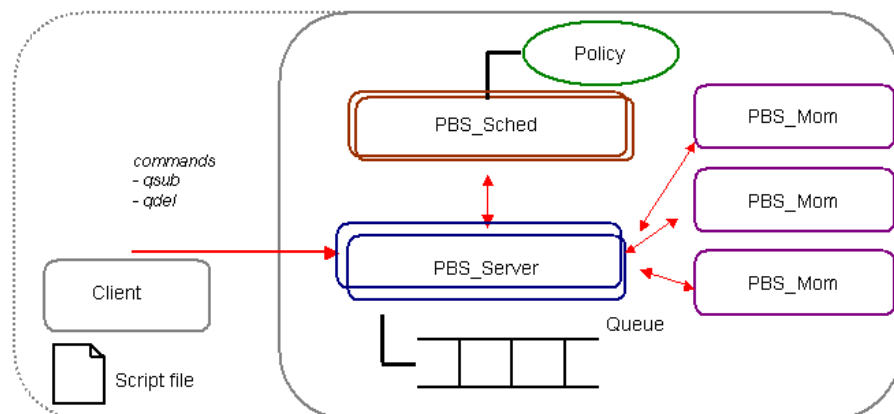 Policy
PBS_Sched
PBS_Mom
commands
- qsub
- qdel
PBS_Mom
PBS_Server
PBS_Mom
Client
Queue
Script file